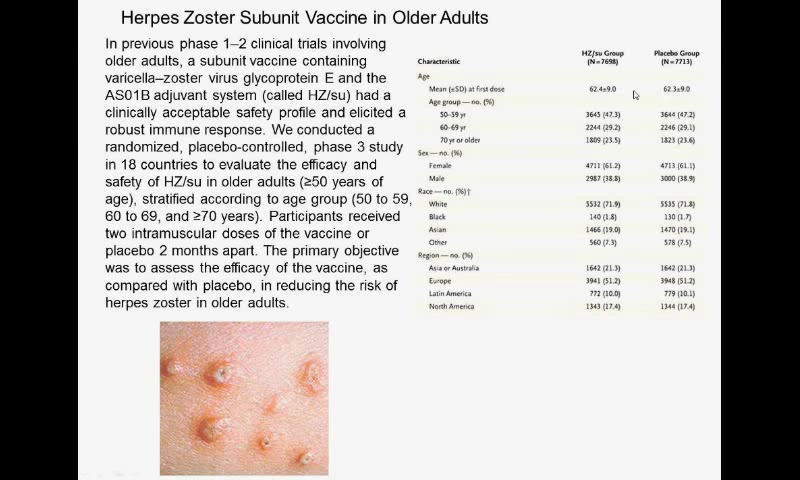 Herpes Zoster Subunit Vaccine in Older Adults
In previous phase 1–2 clinical trials involving
older adults, a subunit vaccine containing
varicella–zoster virus glycoprotein E and the
AS01B adjuvant system (called HZ/su) had a
clinically acceptable safety profile and elicited a
robust immune response. We conducted a
randomized, placebo-controlled, phase 3 study
in 18 countries to evaluate the efficacy and
safety of HZ/su in older adults (≥50 years of
age), stratified according to age group (50 to 59,
60 to 69, and ≥70 years). Participants received
two intramuscular doses of the vaccine or
placebo 2 months apart. The primary objective
was to assess the efficacy of the vaccine, as
compared with placebo, in reducing the risk of
herpes zoster in older adults.
Characteristic HZ/su Group (N=7698) Placebo Group (N=7713)
Age
Mean (±SD) at first dose 62.4±9.0 62.3±9.0
Age group — no. (%)
50–59 yr 3645 (47.3) 3644 (47.2)
60–69 yr 2244 (29.2) 2246 (29.1)
70 yr or older 1809 (23.5) 1823 (23.6)
Sex — no. (%)
Female 4711 (61.2) 4713 (61.1)
Male 2987 (38.8) 3000 (38.9)
Race — no. (%)†
White 5532 (71.9) 5535 (71.8)
Black 140 (1.8) 130 (1.7)
Asian 1466 (19.0) 1470 (19.1)
Other 560 (7.3) 578 (7.5)
Region — no. (%)
Asia or Australia 1642 (21.3) 1642 (21.3)
Europe 3941 (51.2) 3948 (51.2)
Latin America 772 (10.0) 779 (10.1)
North America 1343 (17.4) 1344 (17.4)